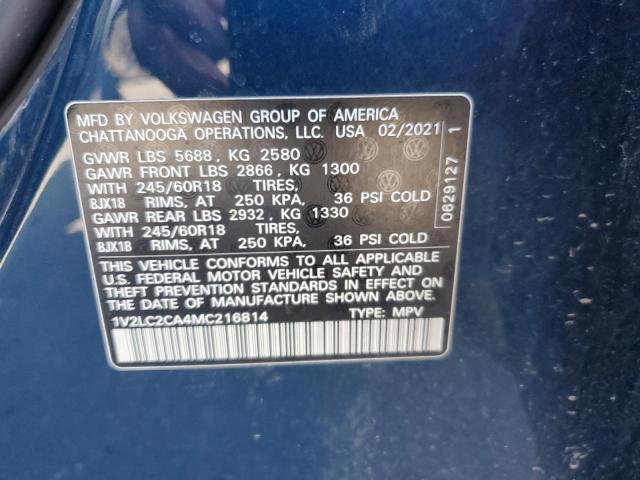 MFD BY VOLKSWAGEN GROUP OF AMERICA
CHATTANOOGA OPERATIONS, LLC. USA 02/2021
GVWR LBS 5688 , KG 2580
GAWR FRONT LBS 2866 , KG 1300
WITH 245/60R18 TIRES,
8JX18 RIMS, AT 250 KPA, 36 PSI COLD
GAWR REAR LBS 2932 , KG 1330
WITH 245/60R18 TIRES,
8JX18 RIMS, AT 250 KPA, 36 PSI COLD
THIS VEHICLE CONFORMS TO ALL APPLICABLE
U.S. FEDERAL MOTOR VEHICLE SAFETY AND
THEFT PREVENTION STANDARDS IN EFFECT ON
THE DATE OF MANUFACTURE SHOWN ABOVE.
1V2LC2CA4MC216814 TYPE: MPV
0629127 1